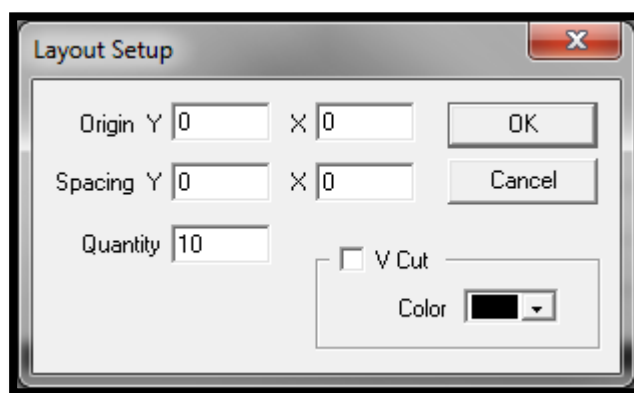 Layout Setup
Origin Y 0 X 0 OK
Spacing Y 0 X 0 Cancel
Quantity 10
V Cut
Color